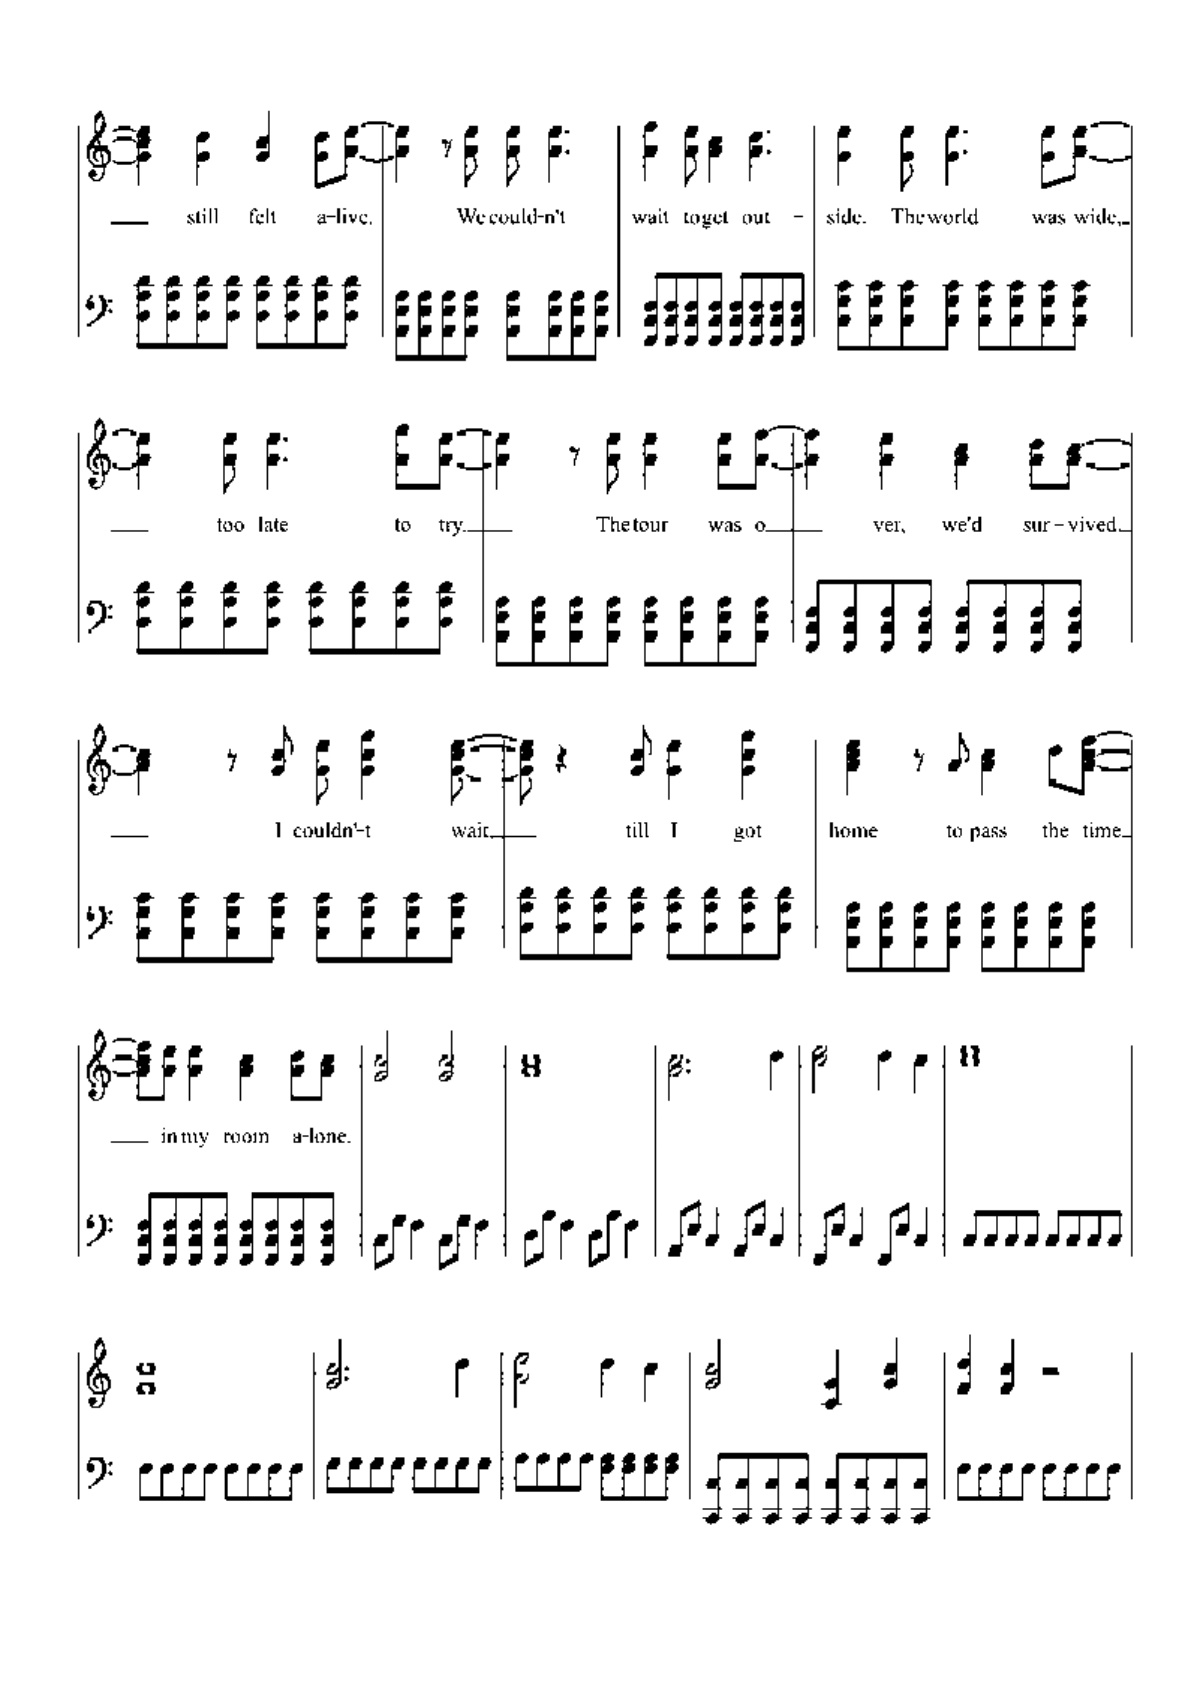 still felt a-live. We could-n't wait to get out - side. The world was wide,
too late to try. The tour was o ver, we'd sur-vived.
I couldn'-t wait till I got home to pass the time
in my room a-lone.